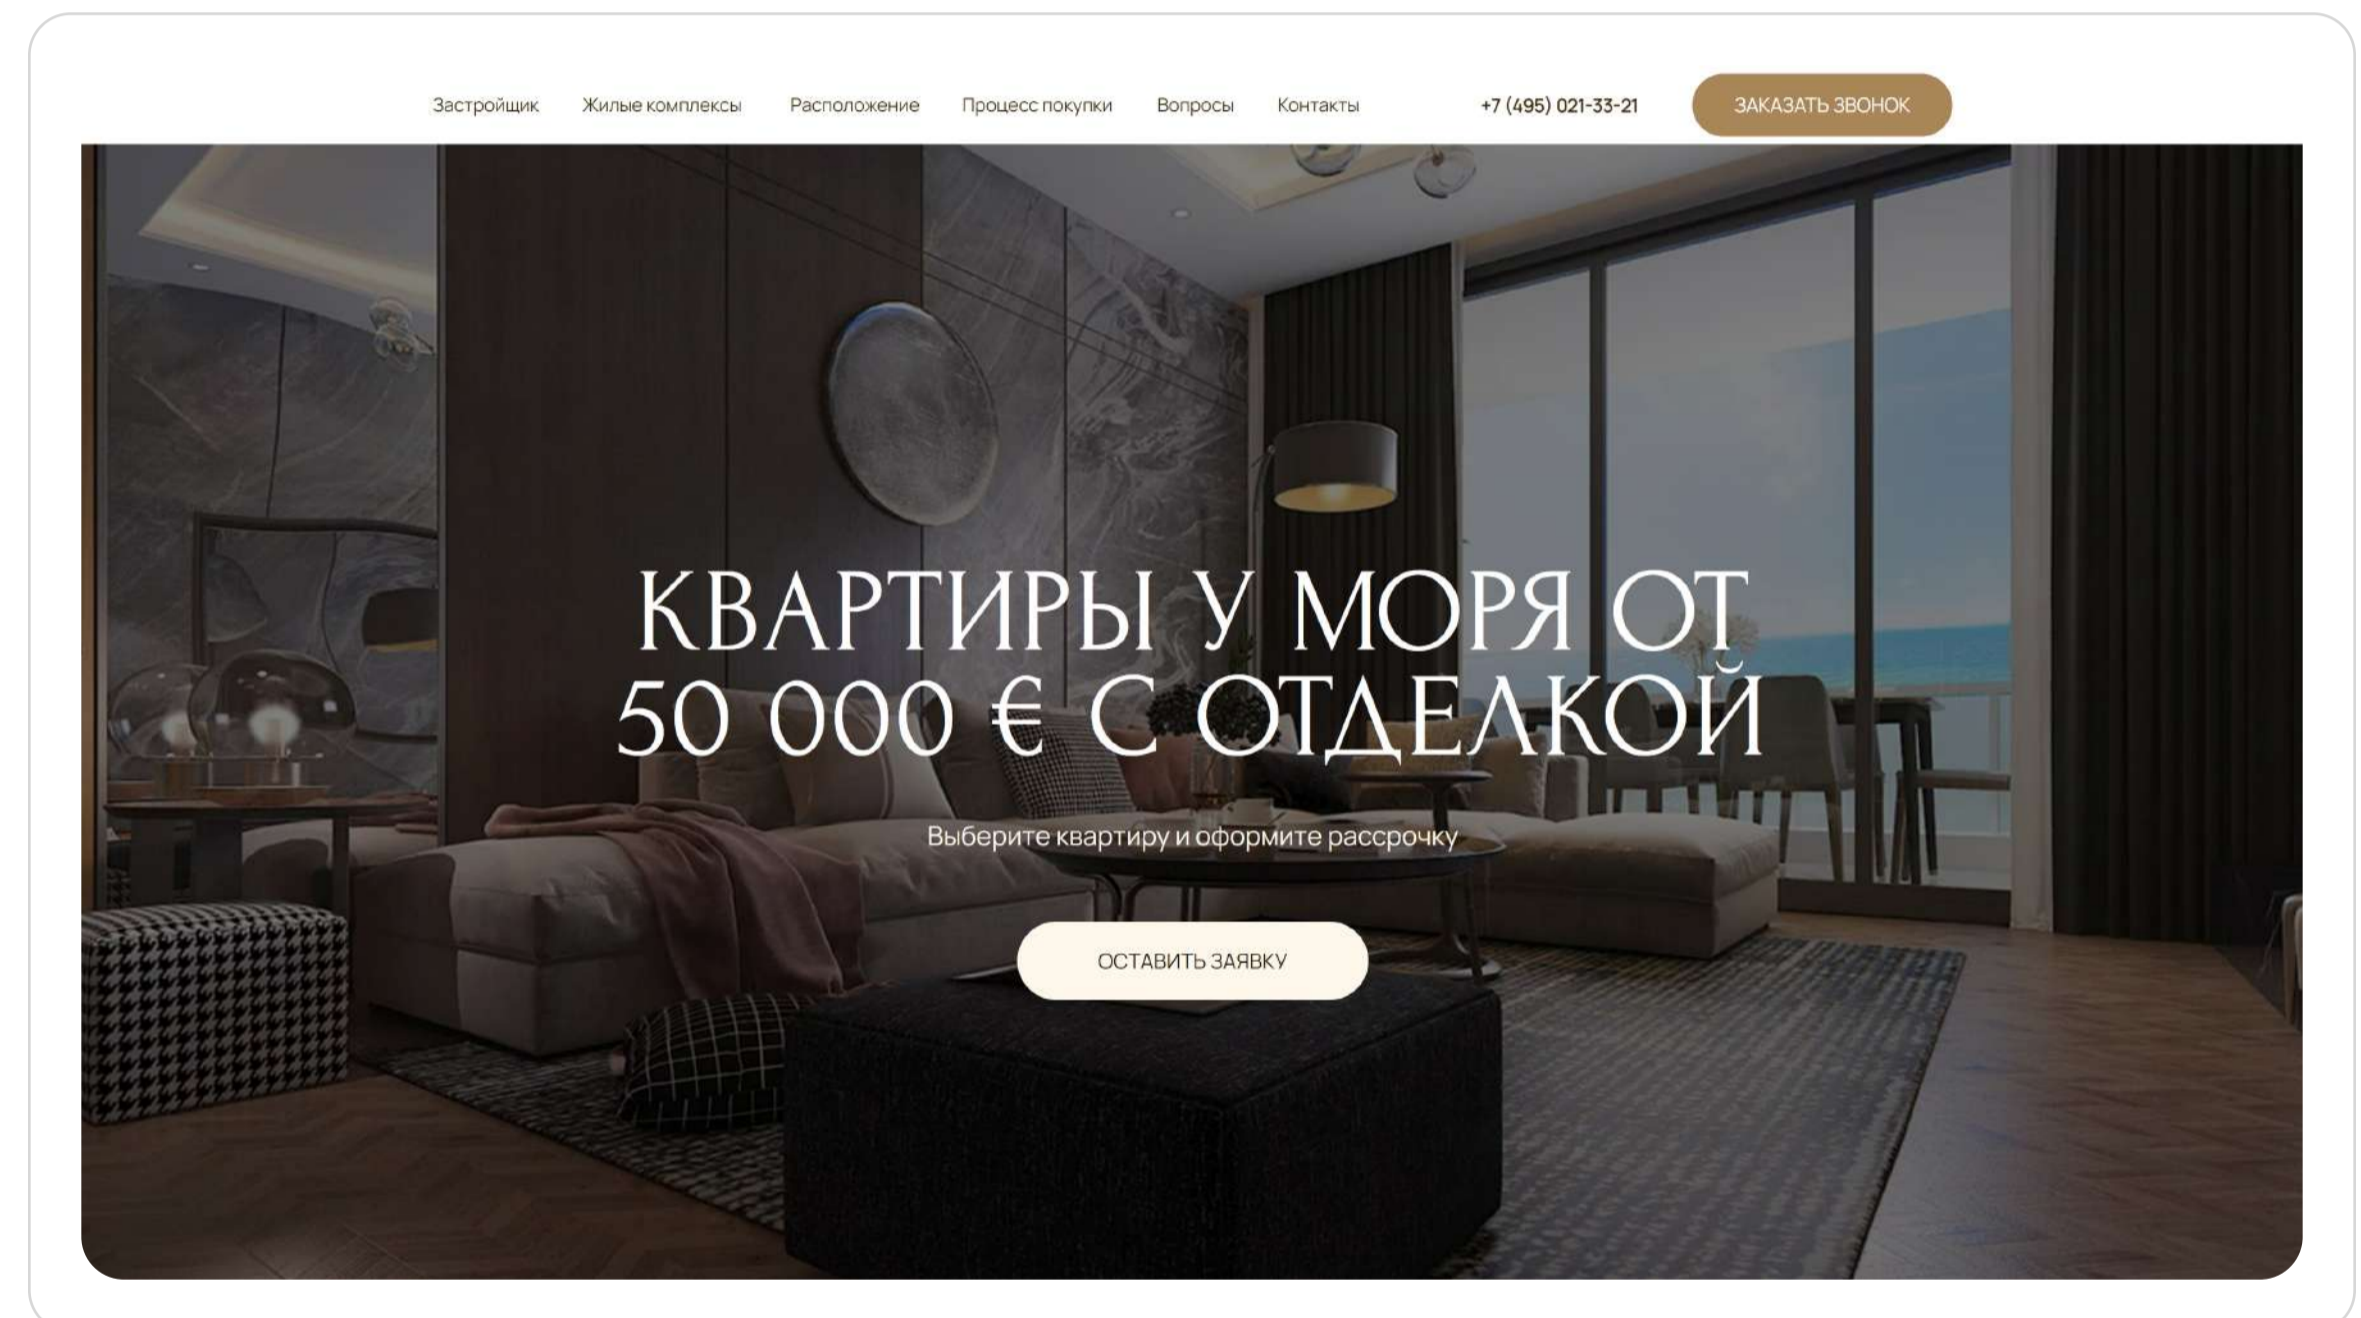 Застройщик Жилые комплексы Расположение Процесс покупки Вопросы Контакты +7 (495) 021-33-21 ЗАКАЗАТЬ ЗВОНОК
КВАРТИРЫ У МОРЯ ОТ
50 000 € С ОТДЕЛКОЙ
Выберите квартиру и оформите рассрочку
ОСТАВИТЬ ЗАЯВКУ